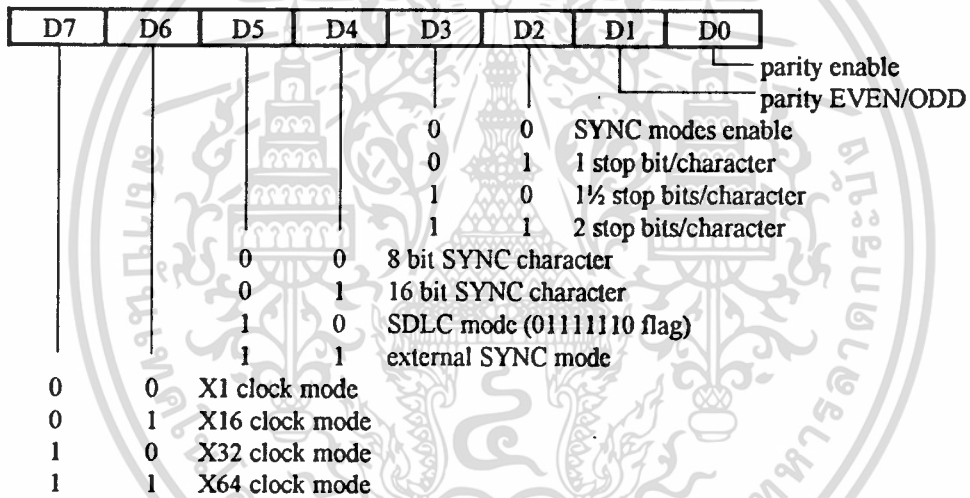 D7 D6 D5 D4 D3 D2 D1 D0
parity enable
parity EVEN/ODD
0 0 SYNC modes enable
0 1 1 stop bit/character
1 0 1½ stop bits/character
1 1 2 stop bits/character
0 0 8 bit SYNC character
0 1 16 bit SYNC character
1 0 SDLC mode (01111110 flag)
1 1 external SYNC mode
0 0 X1 clock mode
0 1 X16 clock mode
1 0 X32 clock mode
1 1 X64 clock mode